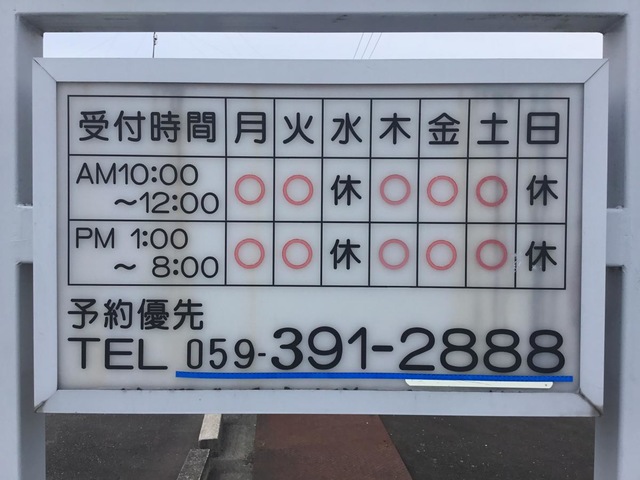 受付時間 月 火 水 木 金 土 日
AM10:00
～12:00 ○ ○ 休 ○ ○ ○ 休
PM 1:00
～ 8:00 ○ ○ 休 ○ ○ ○ 休
予約優先
TEL 059-391-2888